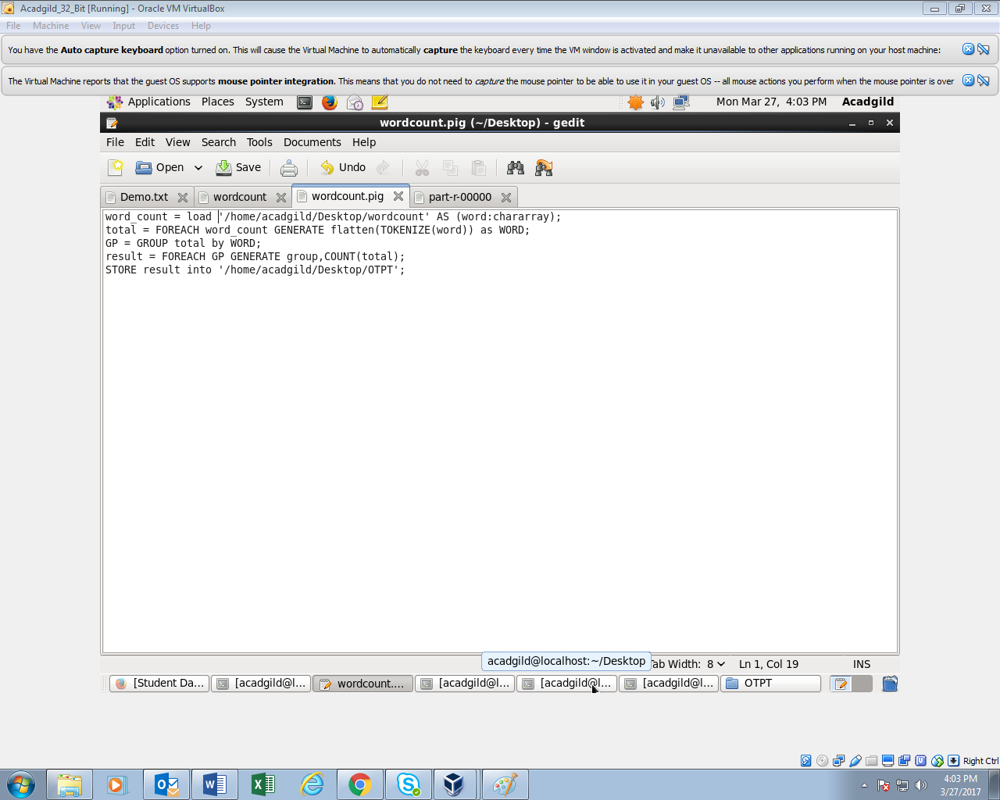 Acadgild_32_Bit [Running] - Oracle VM VirtualBox
File Machine View Input Devices Help
You have the Auto capture keyboard option turned on. This will cause the Virtual Machine to automatically capture the keyboard every time the VM window is activated and make it unavailable to other applications running on your host machine:
The Virtual Machine reports that the guest OS supports mouse pointer integration. This means that you do not need to capture the mouse pointer to be able to use it in your guest OS -- all mouse actions you perform when the mouse pointer is over
Applications Places System Mon Mar 27, 4:03 PM Acadgild
wordcount.pig (~/Desktop) - gedit
File Edit View Search Tools Documents Help
Open Save Undo
Demo.txt wordcount wordcount.pig part-r-00000
word_count = load '/home/acadgild/Desktop/wordcount' AS (word:chararray);
total = FOREACH word_count GENERATE flatten(TOKENIZE(word)) as WORD;
GP = GROUP total by WORD;
result = FOREACH GP GENERATE group,COUNT(total);
STORE result into '/home/acadgild/Desktop/OTPT';
acadgild@localhost:~/Desktop
Tab Width: 8 Ln 1, Col 19 INS
[Student Da... [acadgild@l... wordcount.... [acadgild@l... [acadgild@l... [acadgild@l... OTPT
Right Ctrl
4:03 PM
3/27/2017